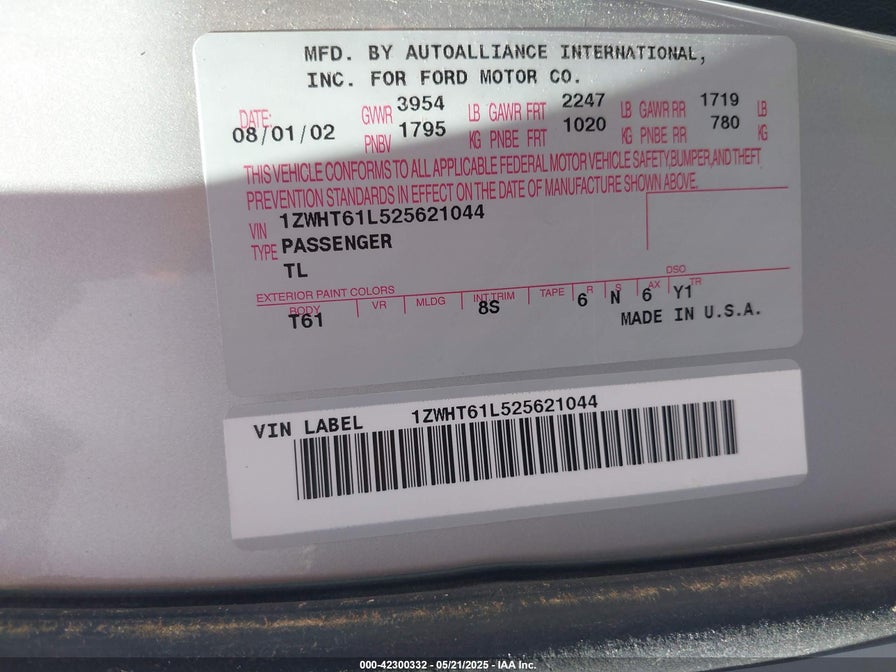 MFD. BY AUTOALLIANCE INTERNATIONAL,
INC. FOR FORD MOTOR CO.
DATE: 08/01/02 GVWR 3954 LB GAWR FRT 2247 LB GAWR RR 1719 LB
PNBV 1795 KG PNBE FRT 1020 KG PNBE RR 780 KG
THIS VEHICLE CONFORMS TO ALL APPLICABLE FEDERAL MOTOR VEHICLE SAFETY,BUMPER,AND THEFT
PREVENTION STANDARDS IN EFFECT ON THE DATE OF MANUFACTURE SHOWN ABOVE.
VIN 1ZWHT61L525621044
TYPE PASSENGER
TL
EXTERIOR PAINT COLORS DSO
BODY VR MLDG INT TRIM TAPE R S AX TR
T61 8S 6 N 6 Y1
MADE IN U.S.A.
VIN LABEL 1ZWHT61L525621044
000-42300332 - 05/21/2025 - IAA Inc.